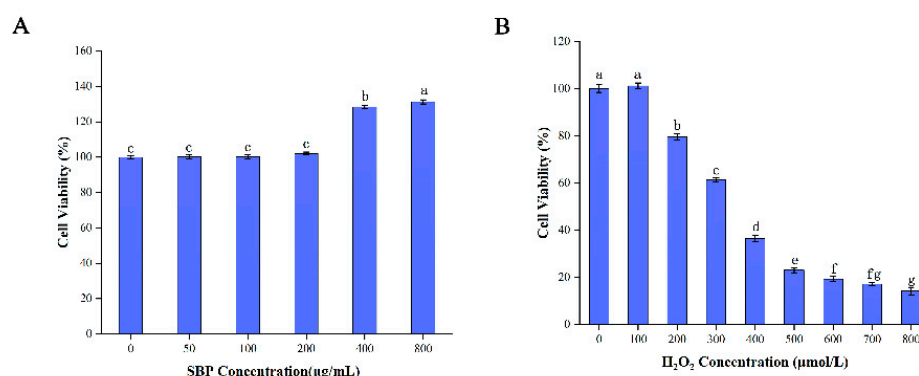 A
160
140
120
100
80
60
40
20
0
Cell Viability (%)
c c c c b a
0 50 100 200 400 800
SBP Concentration(μg/mL)
B
120
100
80
60
40
20
0
Cell Viability (%)
a a b c d e f fg g
0 100 200 300 400 500 600 700 800
H₂O₂ Concentration (μmol/L)